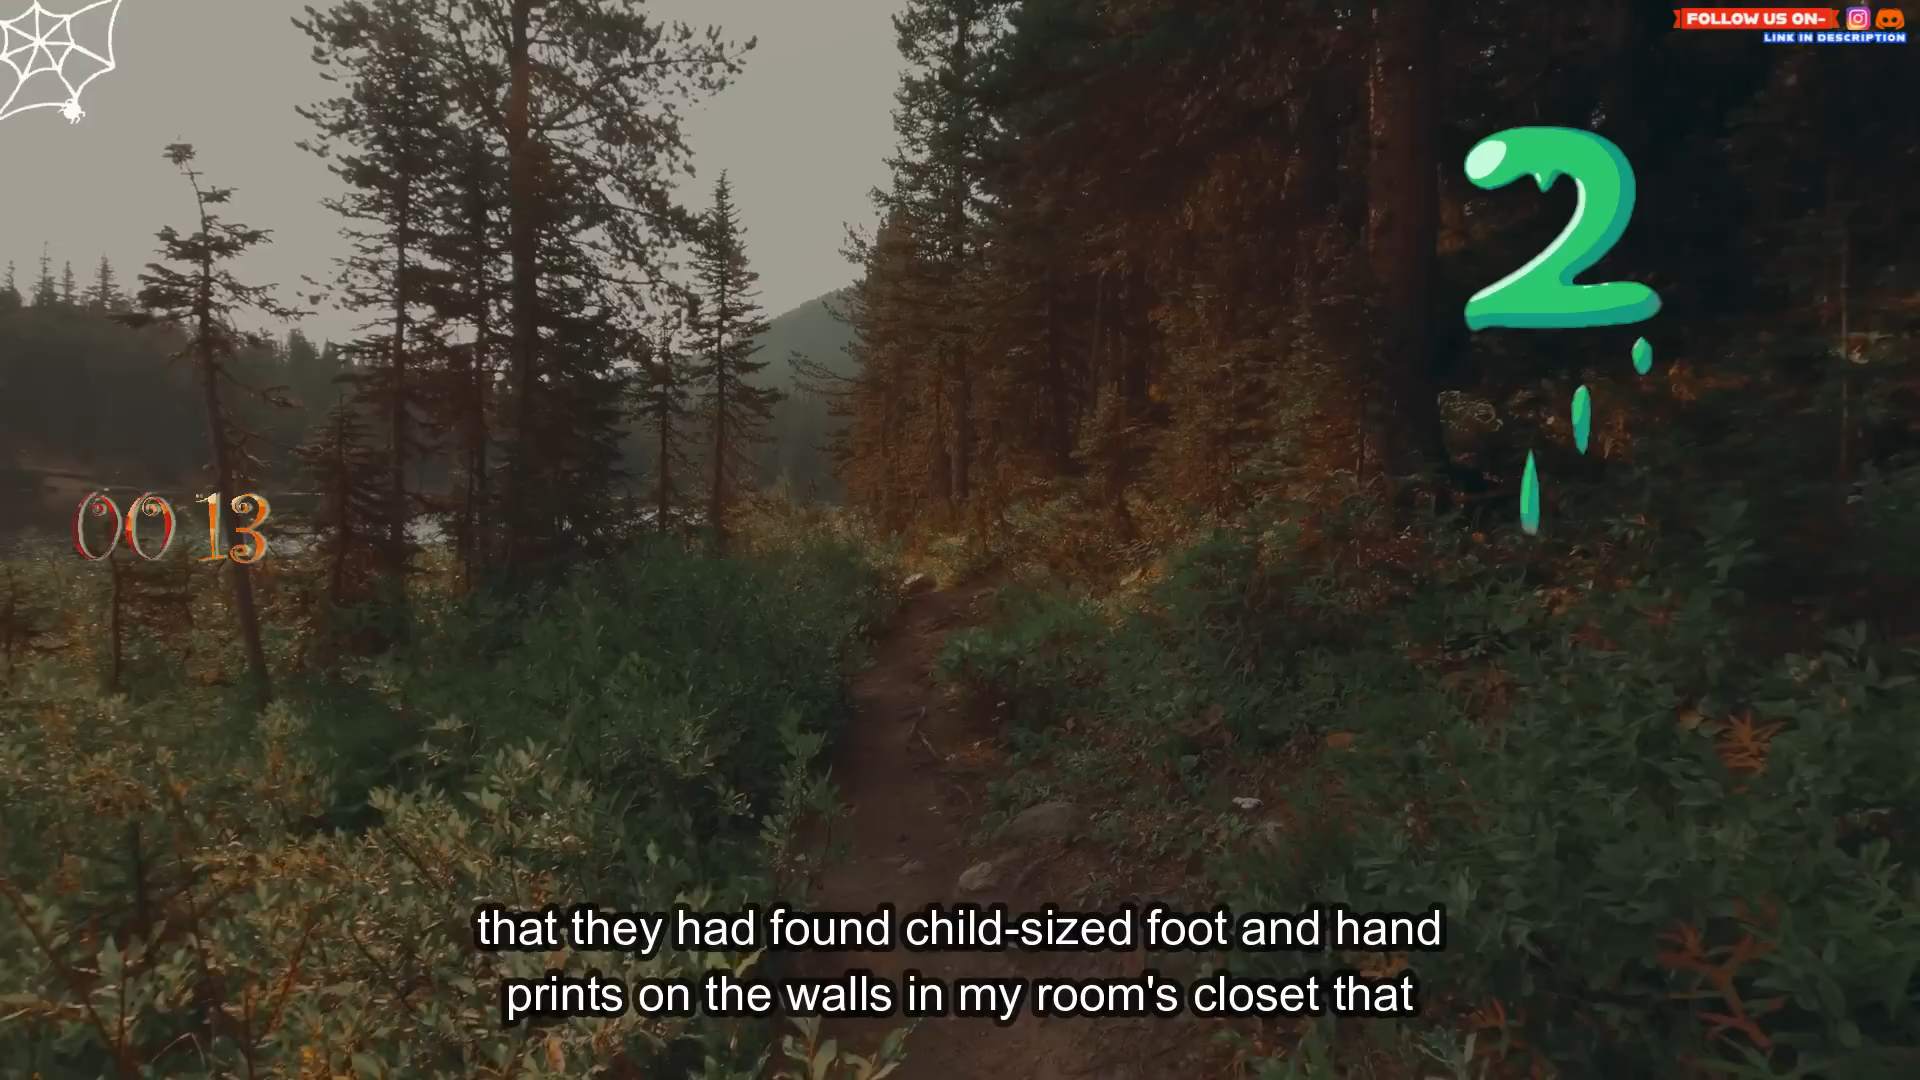 FOLLOW US ON-
LINK IN DESCRIPTION
2
00 13
that they had found child-sized foot and hand
prints on the walls in my room's closet that